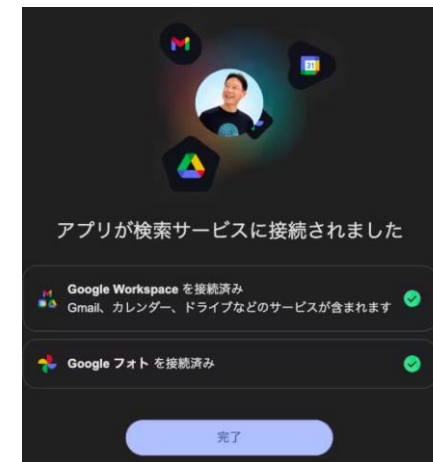 31
アプリが検索サービスに接続されました
Google Workspace を接続済み
Gmail、カレンダー、ドライブなどのサービスが含まれます
Google フォト を接続済み
完了